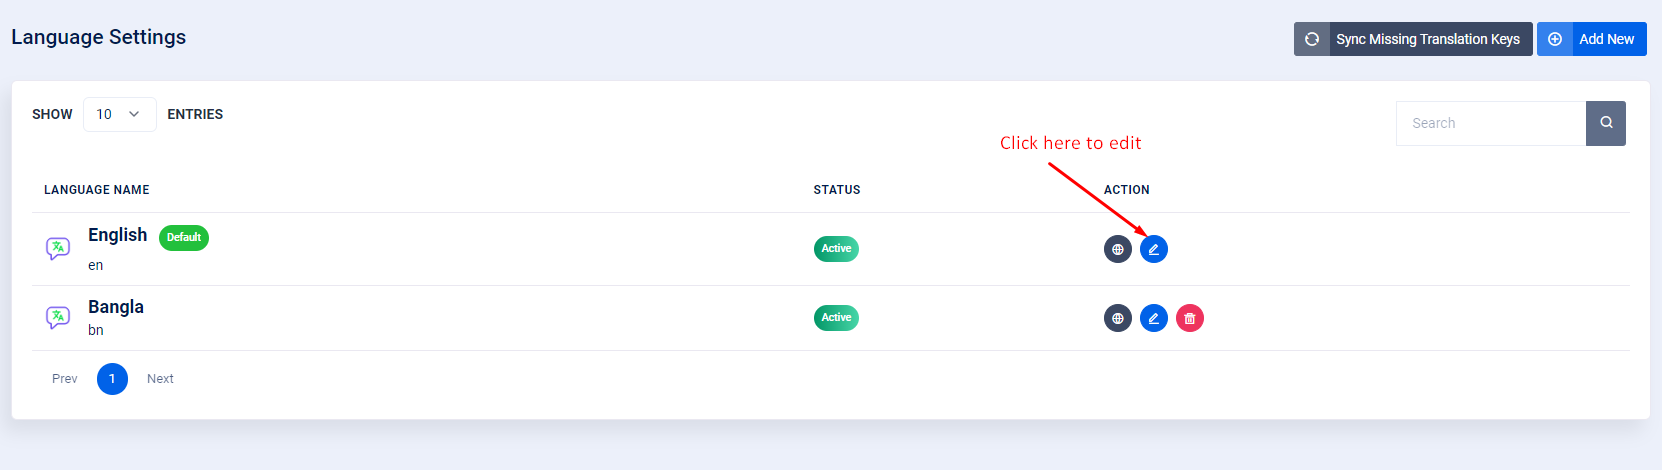 Language Settings
Sync Missing Translation Keys
Add New
SHOW 10 ENTRIES
Search
Click here to edit
LANGUAGE NAME STATUS ACTION
English Default
en
Active
Bangla
bn
Active
Prev 1 Next